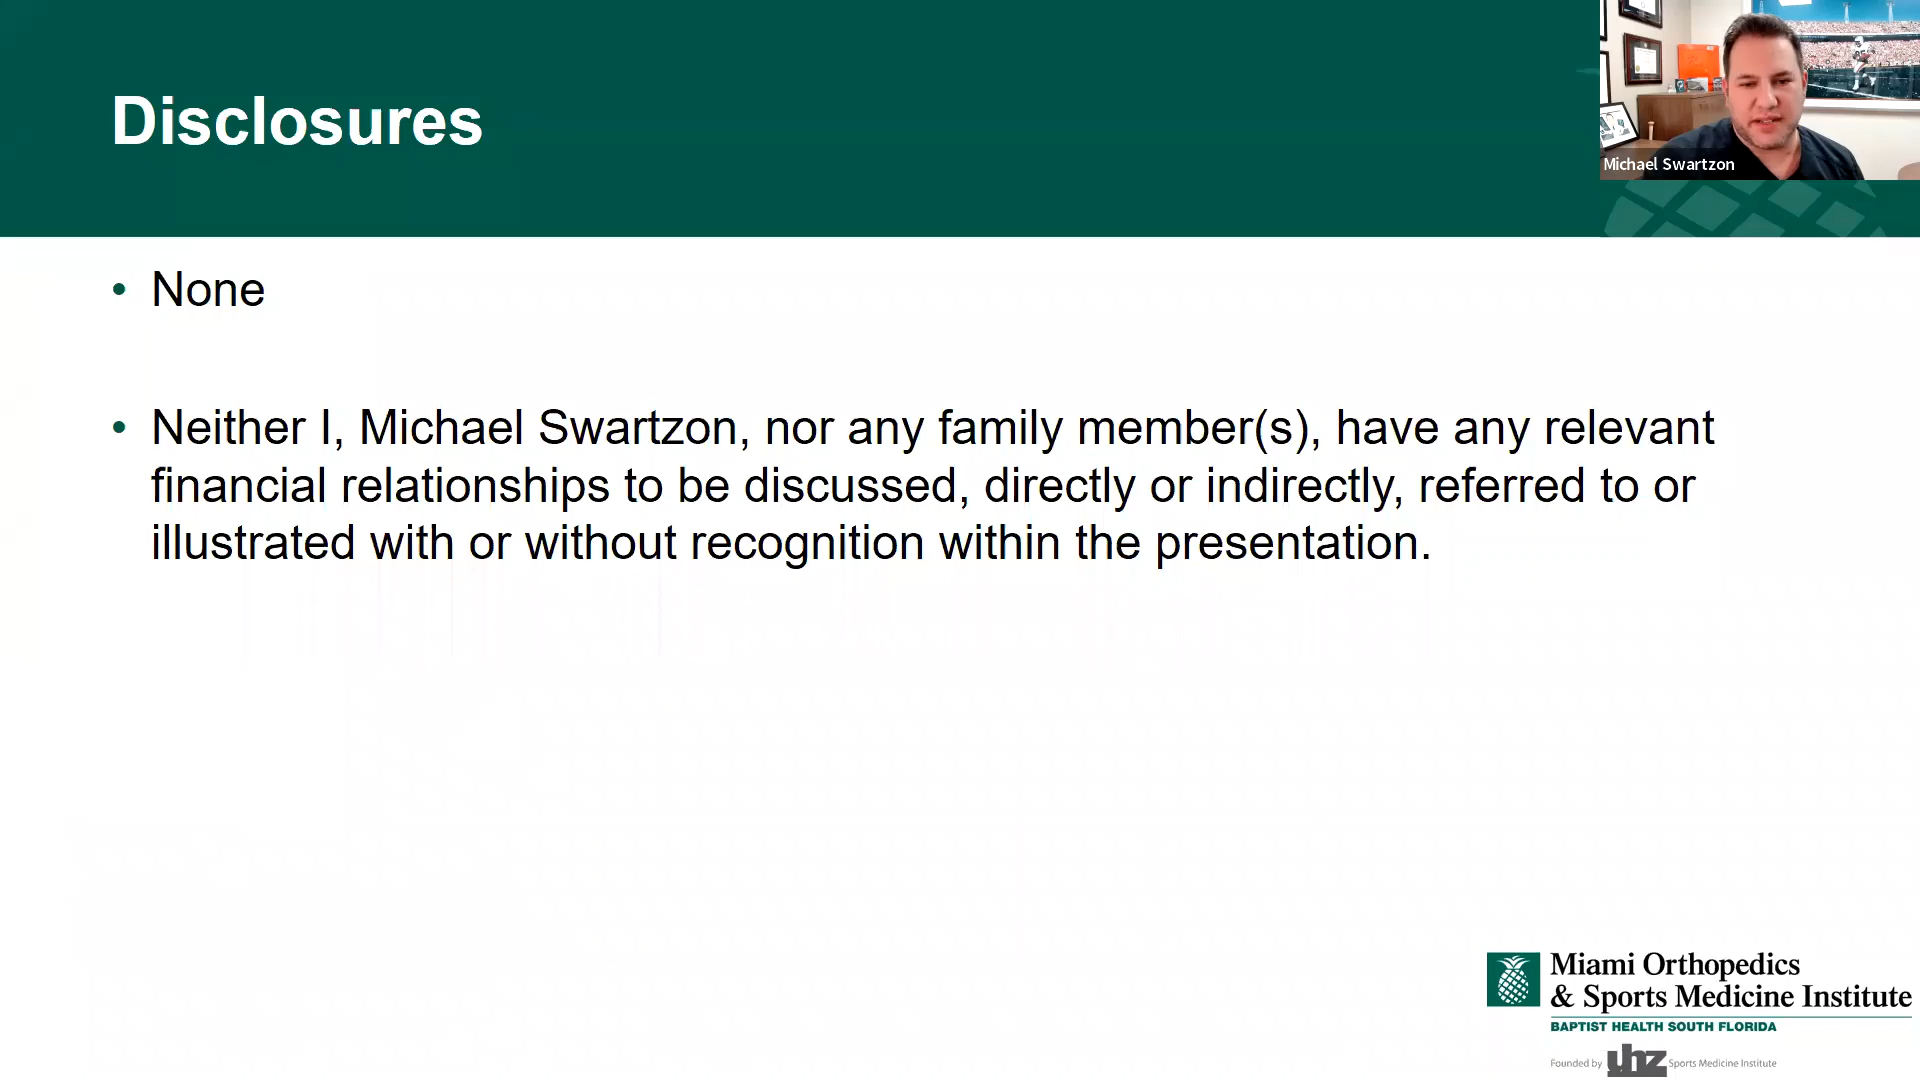 Disclosures
Michael Swartzon
• None
• Neither I, Michael Swartzon, nor any family member(s), have any relevant
financial relationships to be discussed, directly or indirectly, referred to or
illustrated with or without recognition within the presentation.
Miami Orthopedics
& Sports Medicine Institute
BAPTIST HEALTH SOUTH FLORIDA
Founded by uhz Sports Medicine Institute